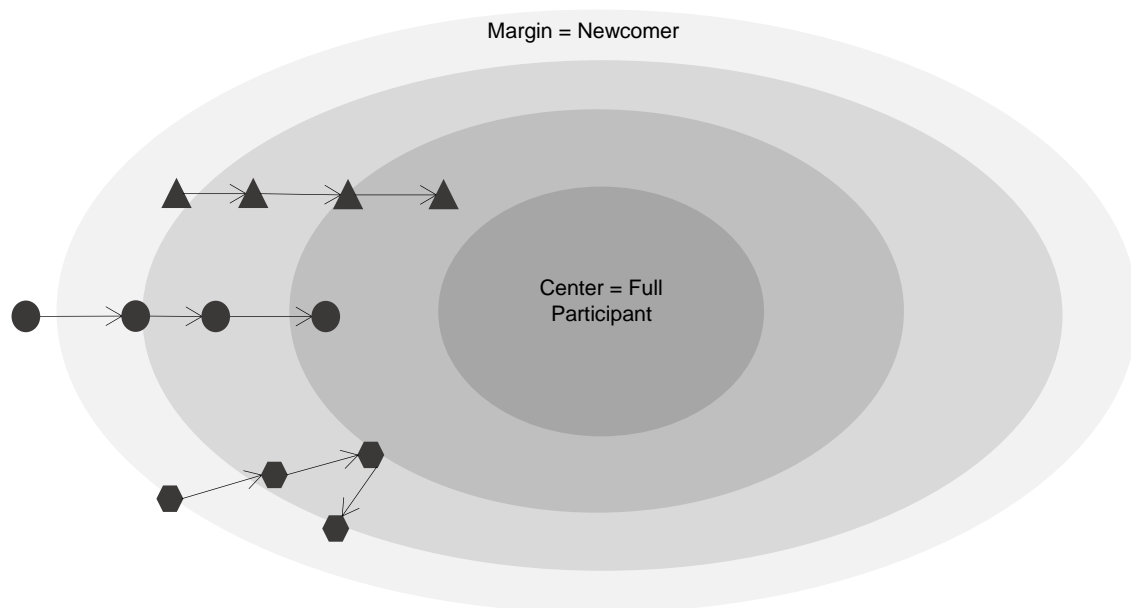 Margin = Newcomer
Center = Full
Participant